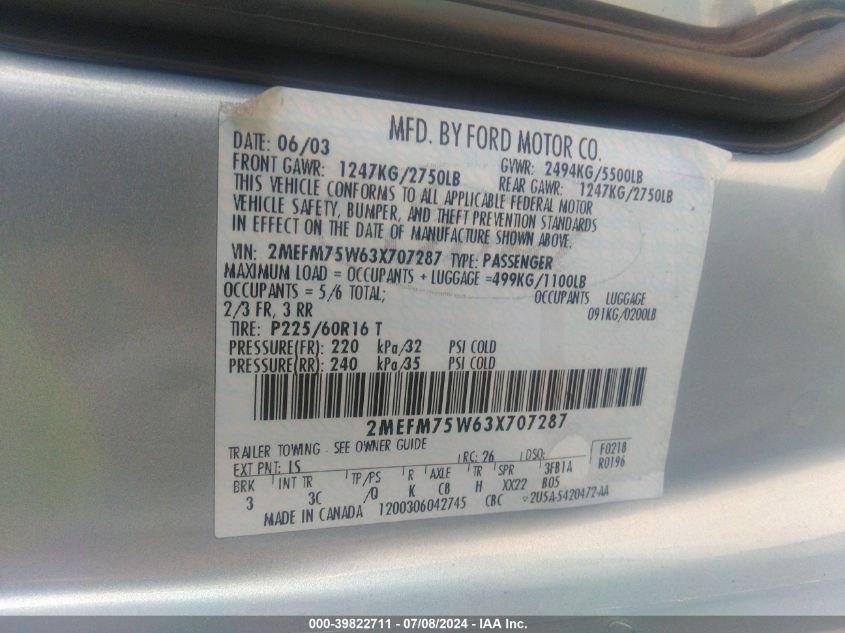 MFD. BY FORD MOTOR CO.
DATE: 06/03 GVWR: 2494KG/5500LB
FRONT GAWR: 1247KG/2750LB REAR GAWR: 1247KG/2750LB
THIS VEHICLE CONFORMS TO ALL APPLICABLE FEDERAL MOTOR
VEHICLE SAFETY, BUMPER, AND THEFT PREVENTION STANDARDS
IN EFFECT ON THE DATE OF MANUFACTURE SHOWN ABOVE.
VIN: 2MEFM75W63X707287 TYPE: PASSENGER
MAXIMUM LOAD = OCCUPANTS + LUGGAGE =499KG/1100LB
OCCUPANTS = 5/6 TOTAL; OCCUPANTS LUGGAGE
2/3 FR, 3 RR 091KG/0200LB
TIRE: P225/60R16 T
PRESSURE(FR): 220 kPa/32 PSI COLD
PRESSURE(RR): 240 kPa/35 PSI COLD
2MEFM75W63X707287
TRAILER TOWING - SEE OWNER GUIDE F0218
EXT PNT: IS RC: 26 DSO: R0196
BRK INT TR TP/PS R AXLE TR SPR 3FB1A
3 3C /Q K CB H XX22 B05
MADE IN CANADA 1200306042745 CBC 2U5A-5420472-AA
000-39822711 - 07/08/2024 - IAA Inc.